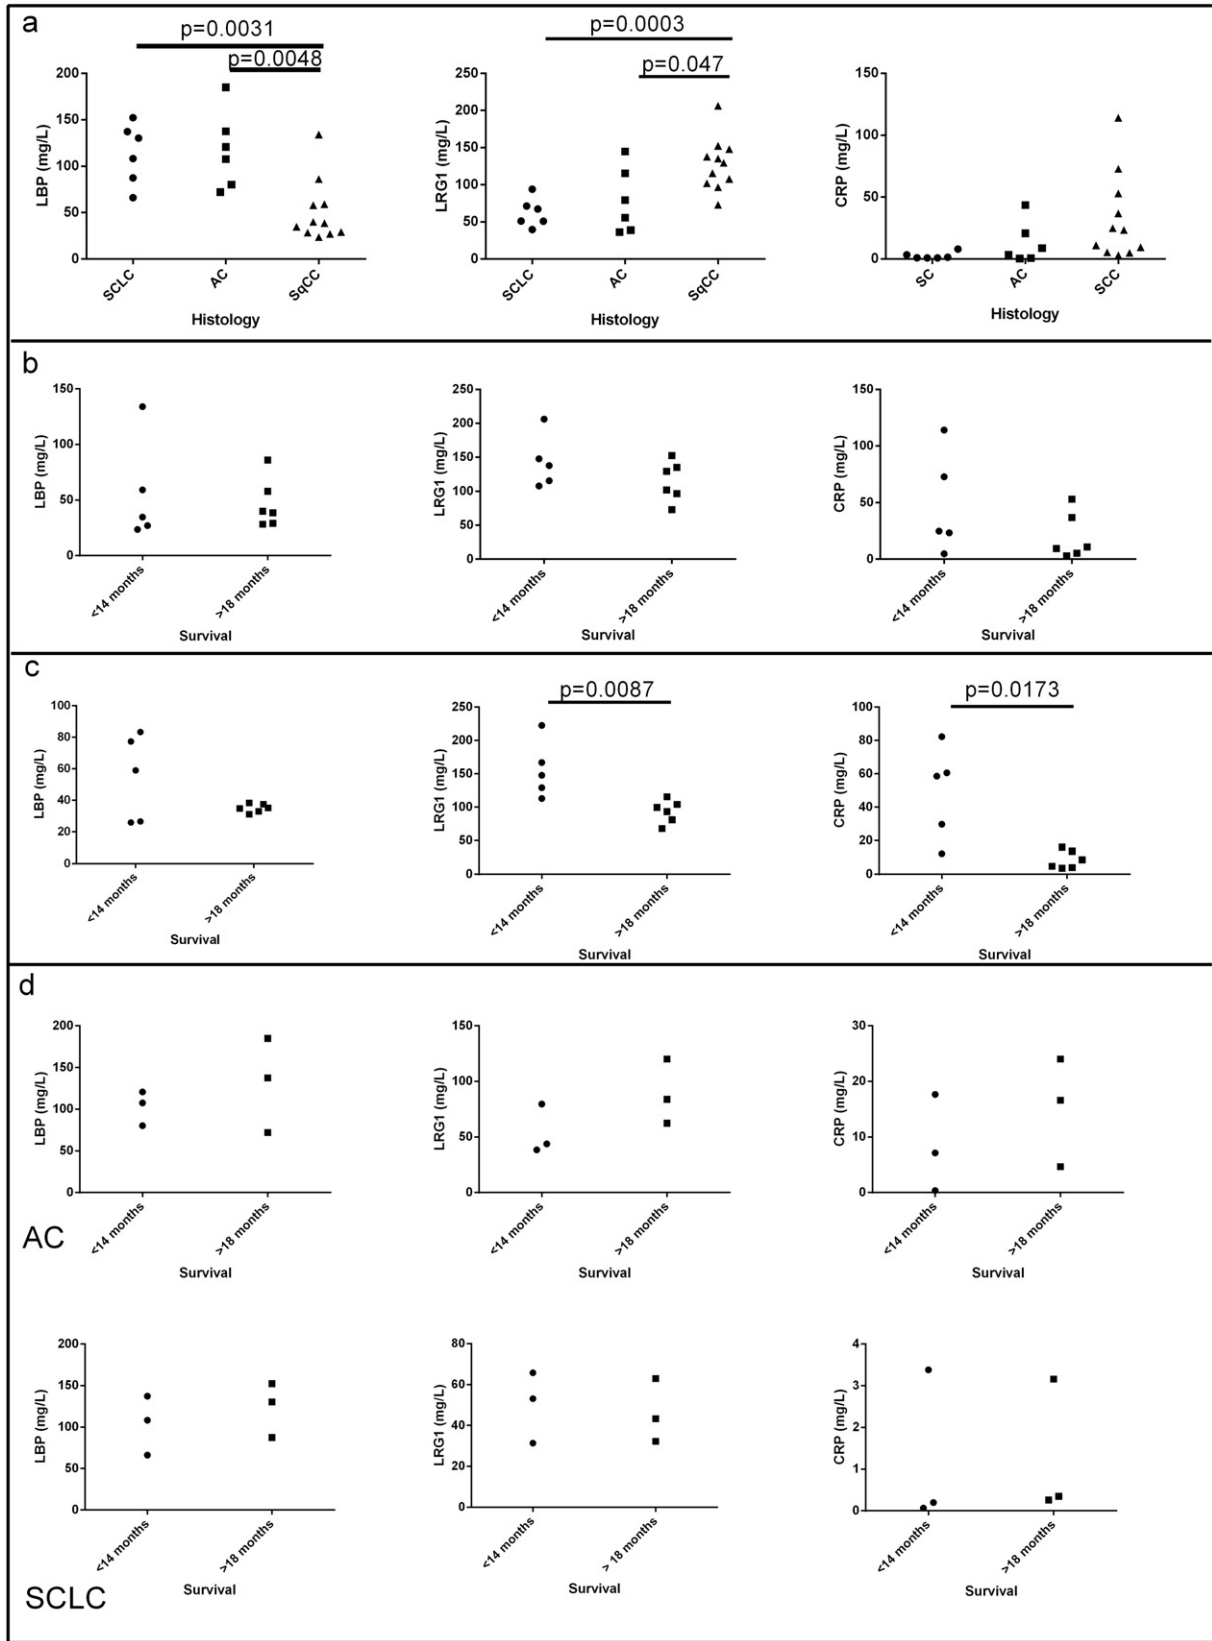 a
p=0.0031
p=0.0048
LBP (mg/L)
200
150
100
50
0
SCLC
AC
SqCC
Histology
p=0.0003
p=0.047
LRG1 (mg/L)
250
200
150
100
50
0
SCLC
AC
SqCC
Histology
CRP (mg/L)
150
100
50
0
SC
AC
SCC
Histology
b
LBP (mg/L)
150
100
50
0
<14 months
>18 months
Survival
LRG1 (mg/L)
250
200
150
100
50
0
<14 months
>18 months
Survival
CRP (mg/L)
150
100
50
0
<14 months
>18 months
Survival
c
LBP (mg/L)
100
80
60
40
20
0
<14 months
>18 months
Survival
p=0.0087
LRG1 (mg/L)
250
200
150
100
50
0
<14 months
>18 months
Survival
p=0.0173
CRP (mg/L)
100
80
60
40
20
0
<14 months
>18 months
Survival
d
LBP (mg/L)
200
150
100
50
0
<14 months
>18 months
Survival
LRG1 (mg/L)
150
100
50
0
<14 months
>18 months
Survival
CRP (mg/L)
30
20
10
0
<14 months
>18 months
Survival
AC
LBP (mg/L)
200
150
100
50
0
<14 months
>18 months
Survival
LRG1 (mg/L)
80
60
40
20
0
<14 months
> 18 months
Survival
CRP (mg/L)
4
3
2
1
0
<14 months
>18 months
Survival
SCLC